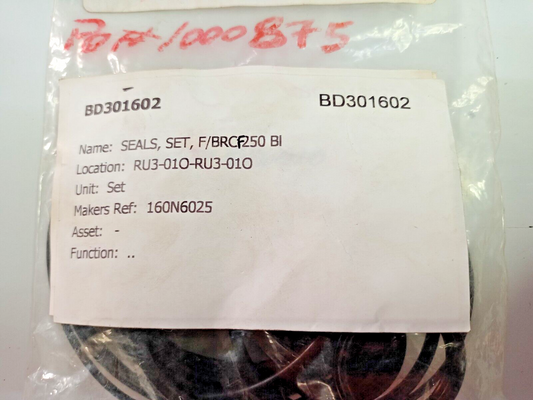 PO#1000875
BD301602 BD301602
Name: SEALS, SET, F/BRCF250 BI
Location: RU3-01O-RU3-01O
Unit: Set
Makers Ref: 160N6025
Asset: -
Function: ..